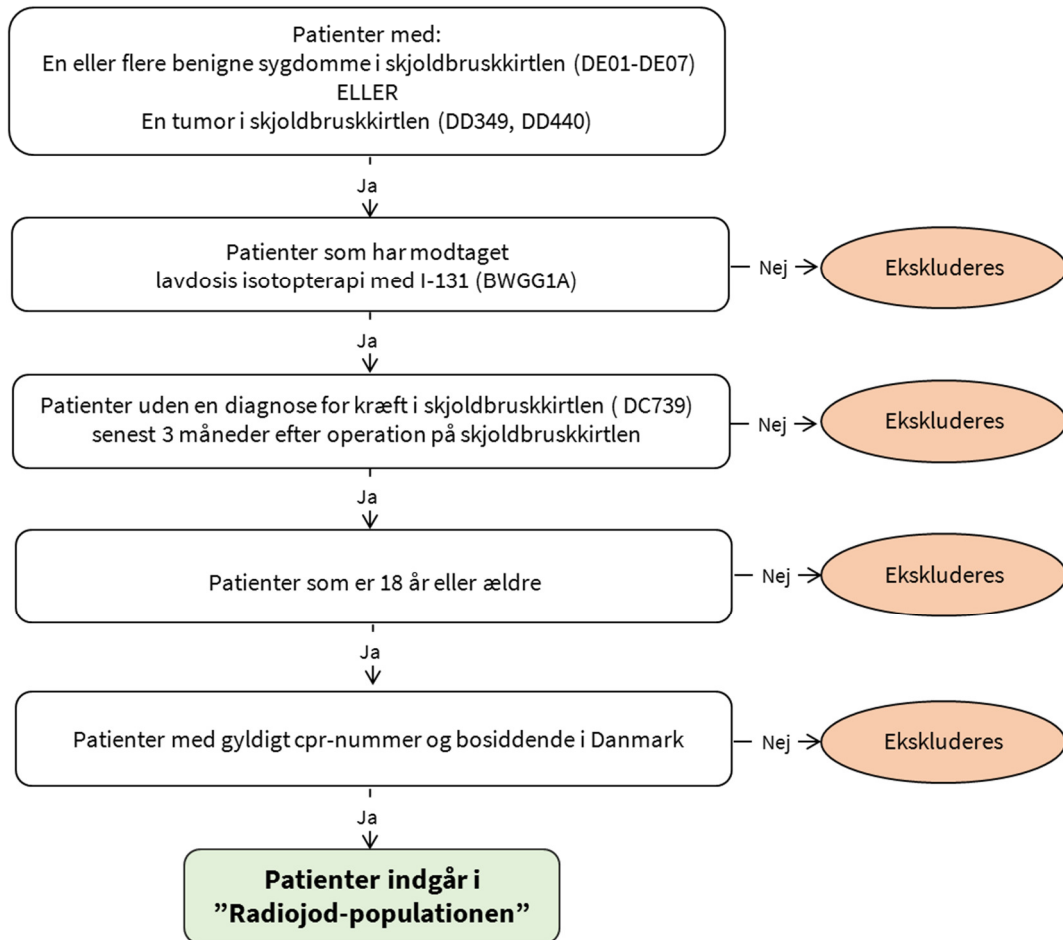 Patienter med:
En eller flere benigne sygdomme i skjoldbruskkirtlen (DE01-DE07)
ELLER
En tumor i skjoldbruskkirtlen (DD349, DD440)
Ja
Patienter som har modtaget
lavdosis isotopterapi med I-131 (BWGG1A)
Nej
Ekskluderes
Ja
Patienter uden en diagnose for kræft i skjoldbruskkirtlen ( DC739)
senest 3 måneder efter operation på skjoldbruskkirtlen
Nej
Ekskluderes
Ja
Patienter som er 18 år eller ældre
Nej
Ekskluderes
Ja
Patienter med gyldigt cpr-nummer og bosiddende i Danmark
Nej
Ekskluderes
Ja
Patienter indgår i
”Radiojod-populationen”